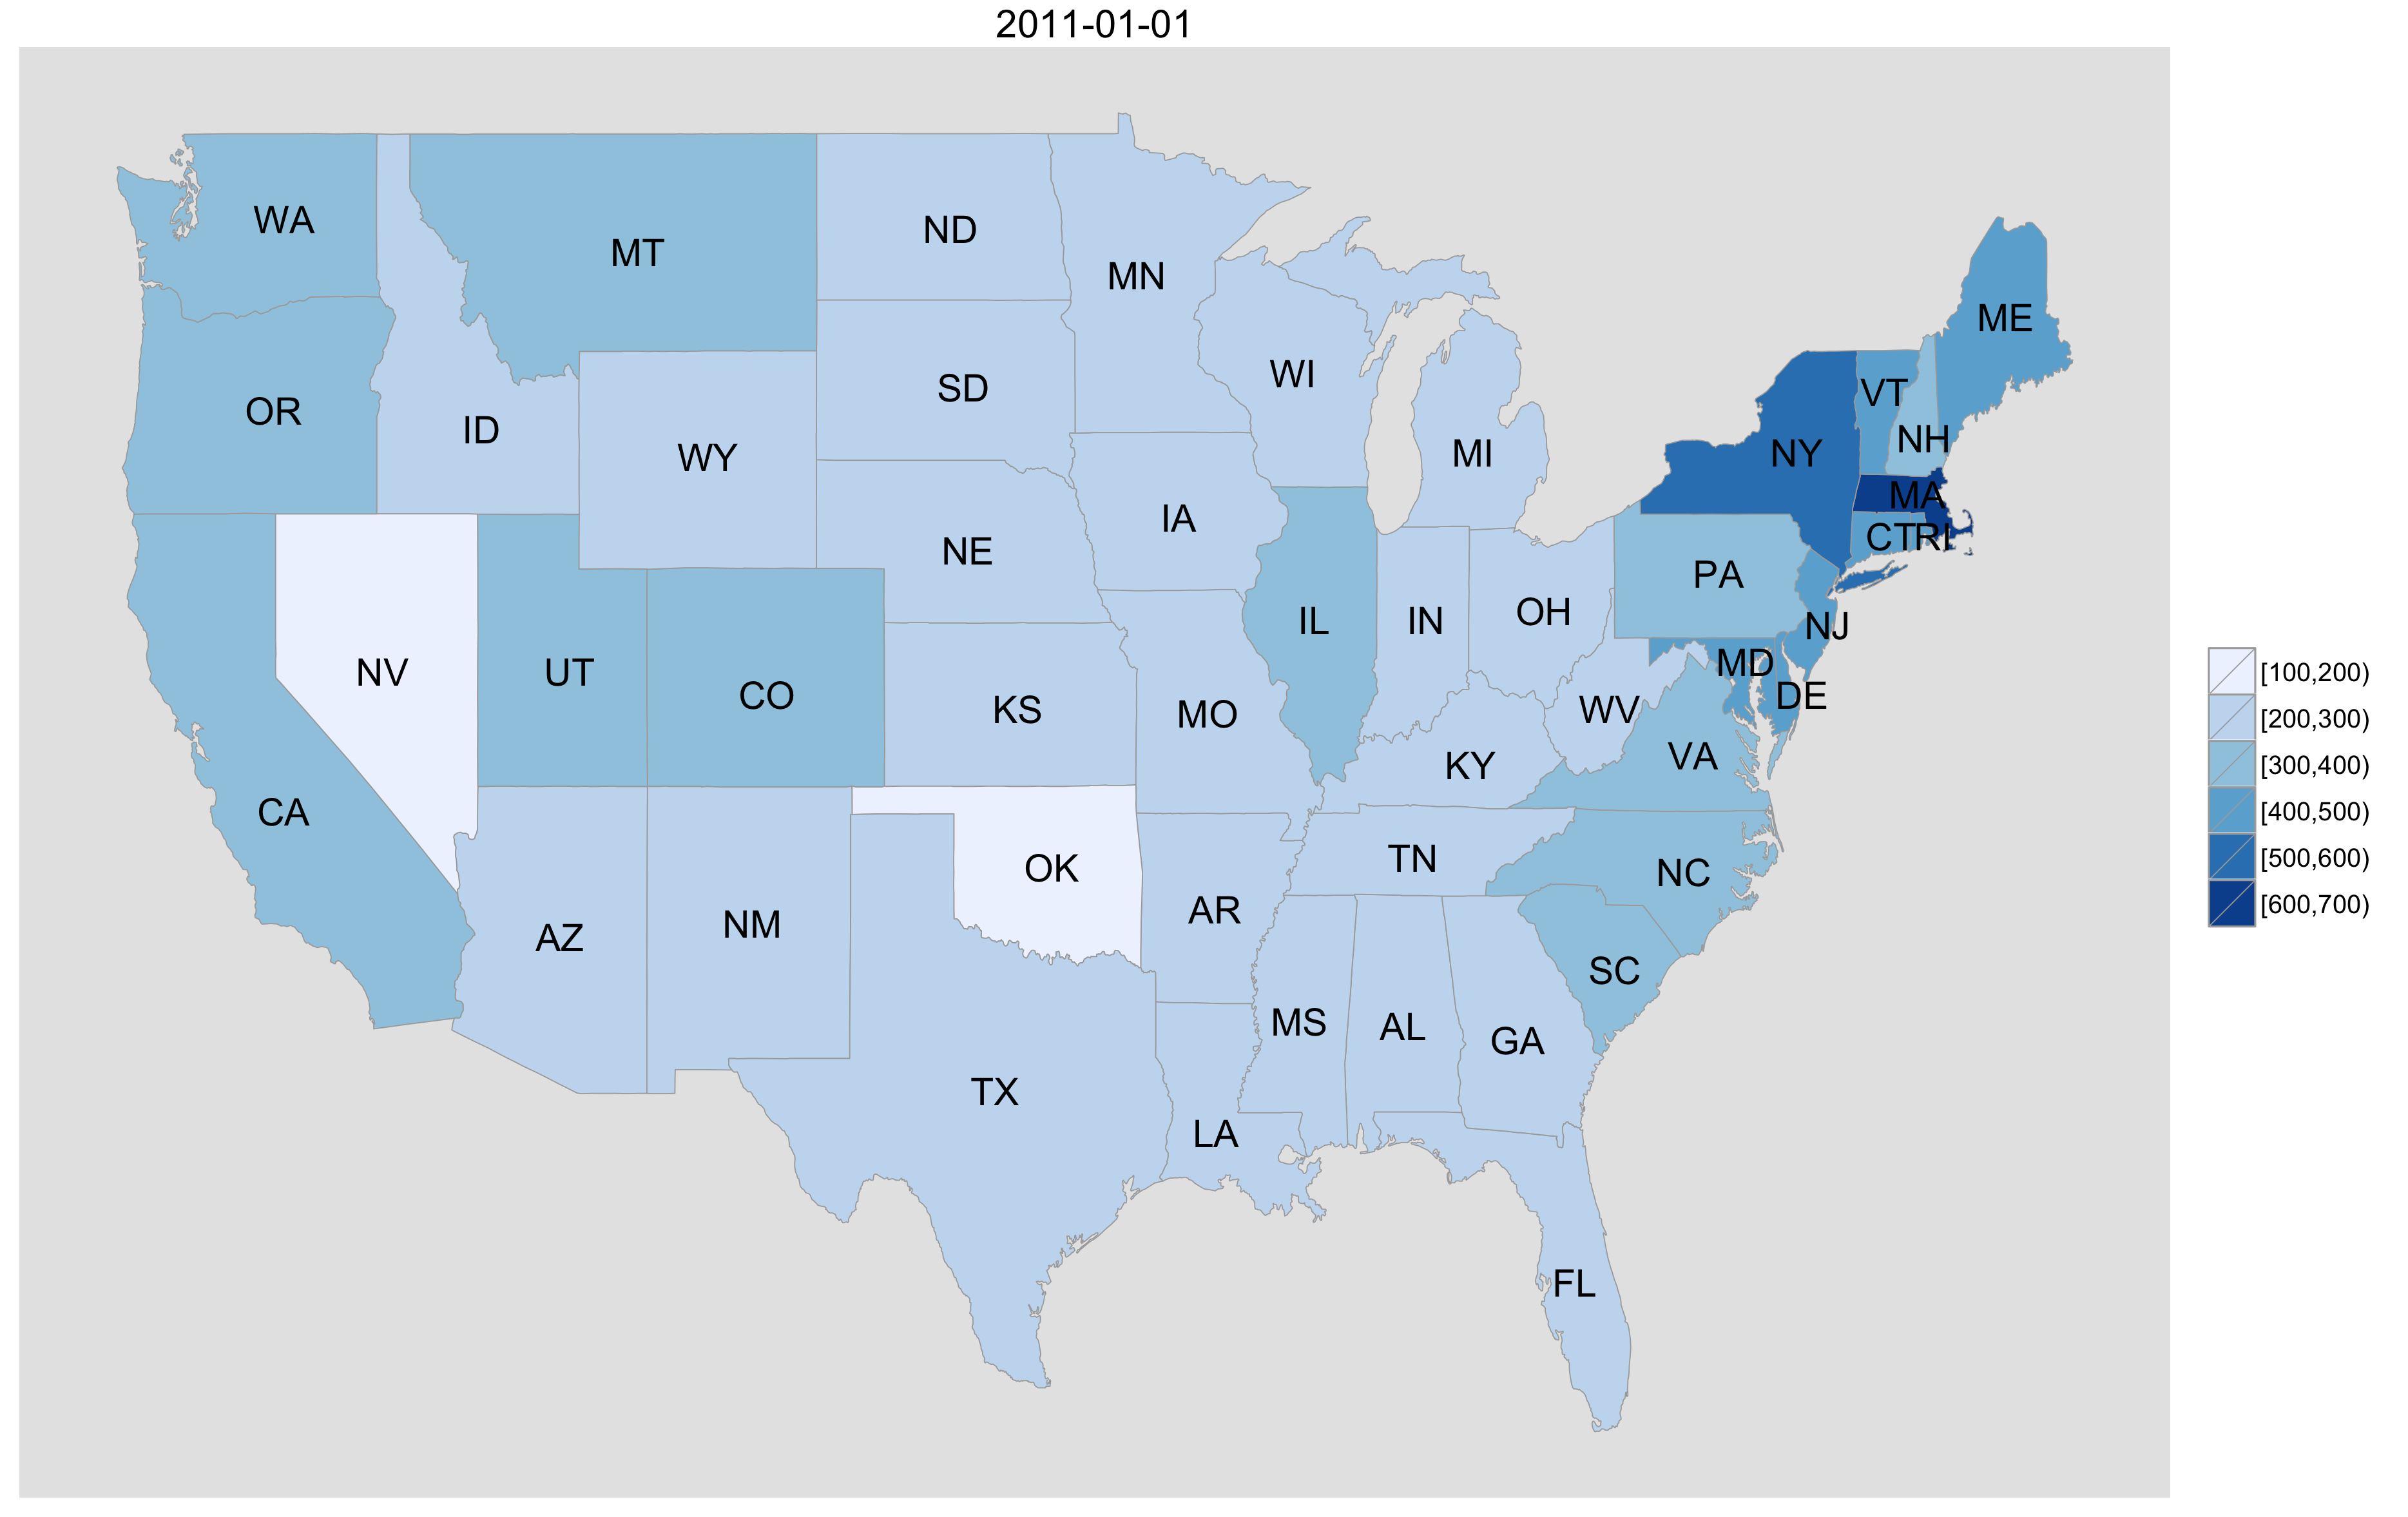 2011-01-01
WA
MT
ND
MN
ME
OR
ID
WY
SD
WI
MI
VT
NH
NY
MA
CT
RI
IA
NE
PA
IL
IN
OH
NJ
NV
UT
CO
KS
MO
WV
MD
DE
KY
VA
CA
OK
TN
NC
AZ
NM
AR
SC
MS
AL
GA
TX
LA
FL
[100,200)
[200,300)
[300,400)
[400,500)
[500,600)
[600,700)